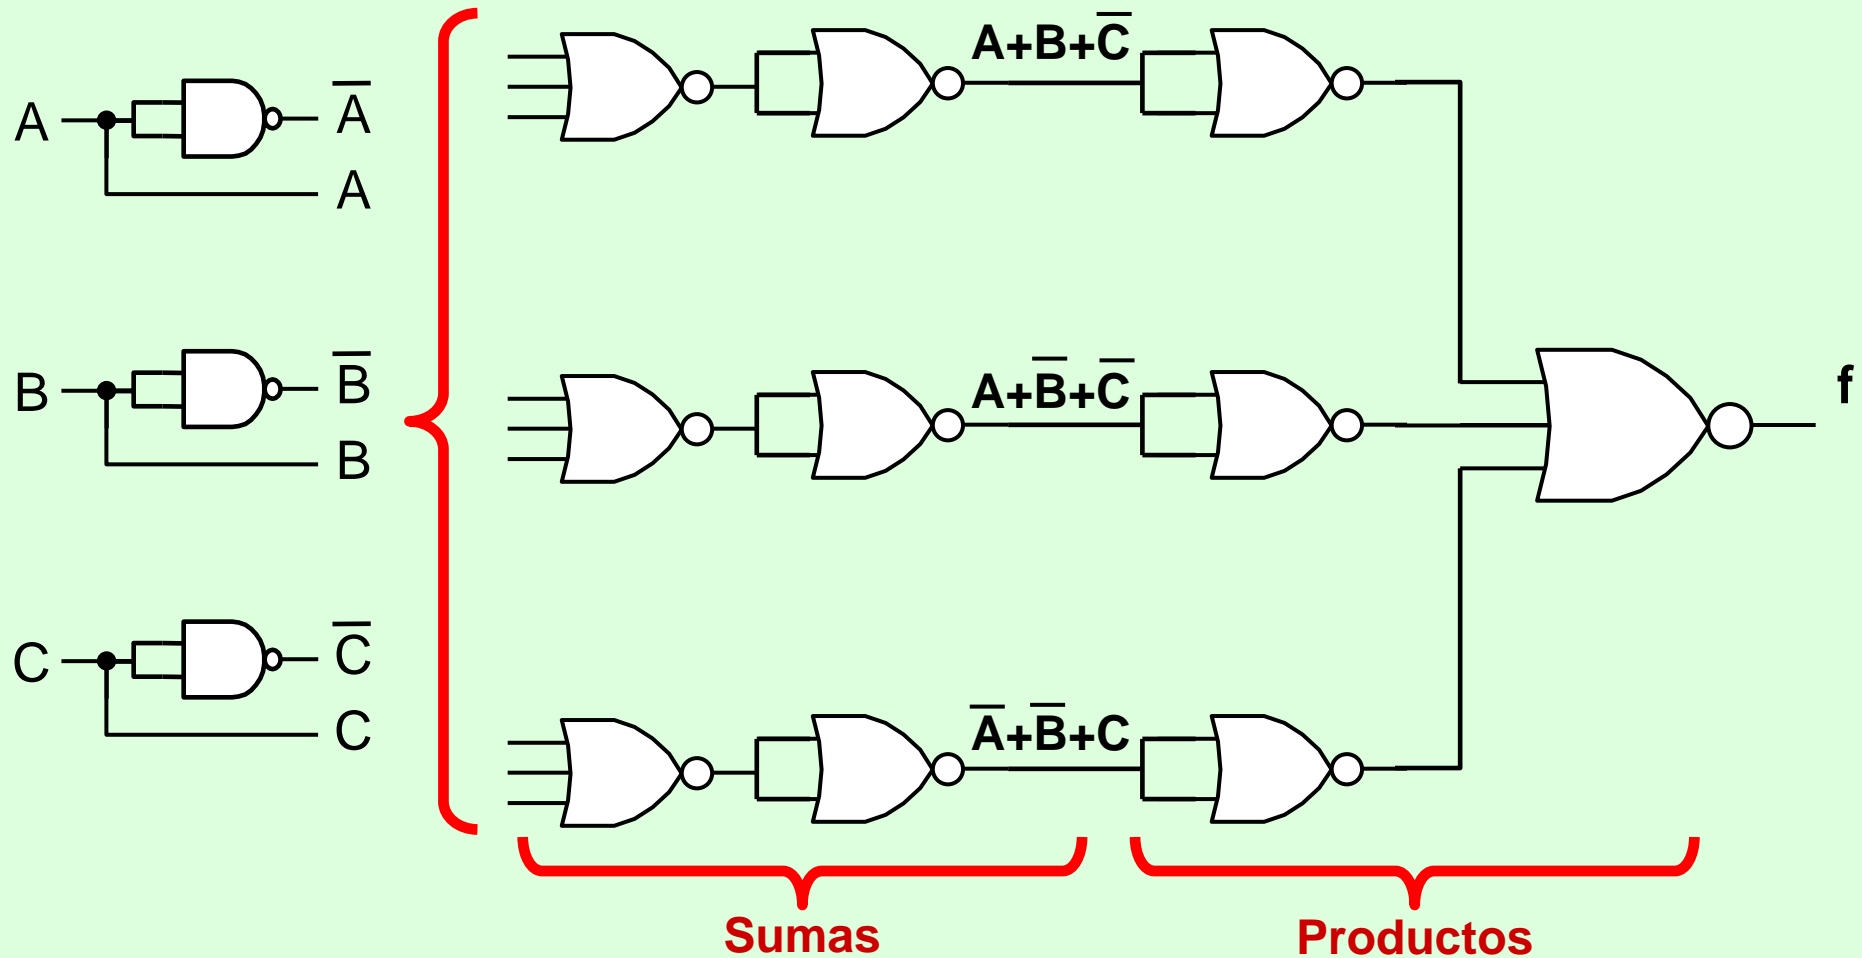 A
A̅
A
B
B̅
B
C
C̅
C
A+B+C̅
A+B̅+C̅
A̅+B̅+C
f
Sumas
Productos